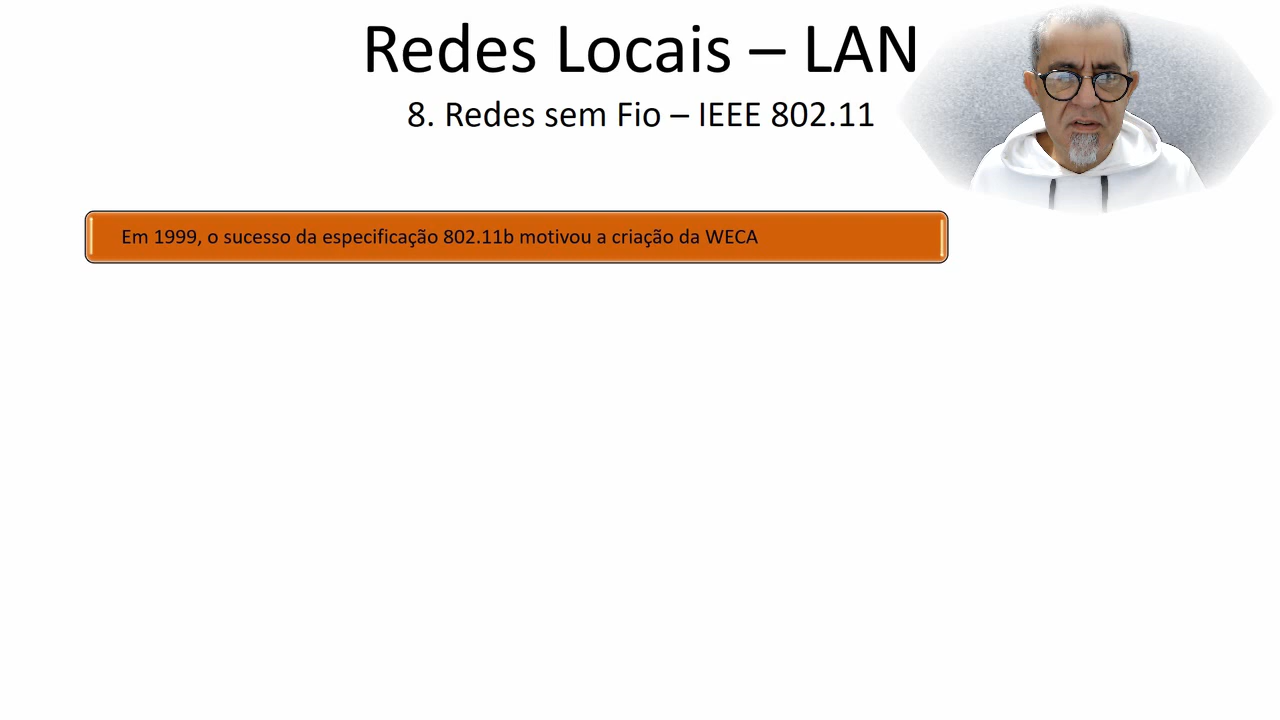 Redes Locais – LAN
8. Redes sem Fio – IEEE 802.11
Em 1999, o sucesso da especificação 802.11b motivou a criação da WECA